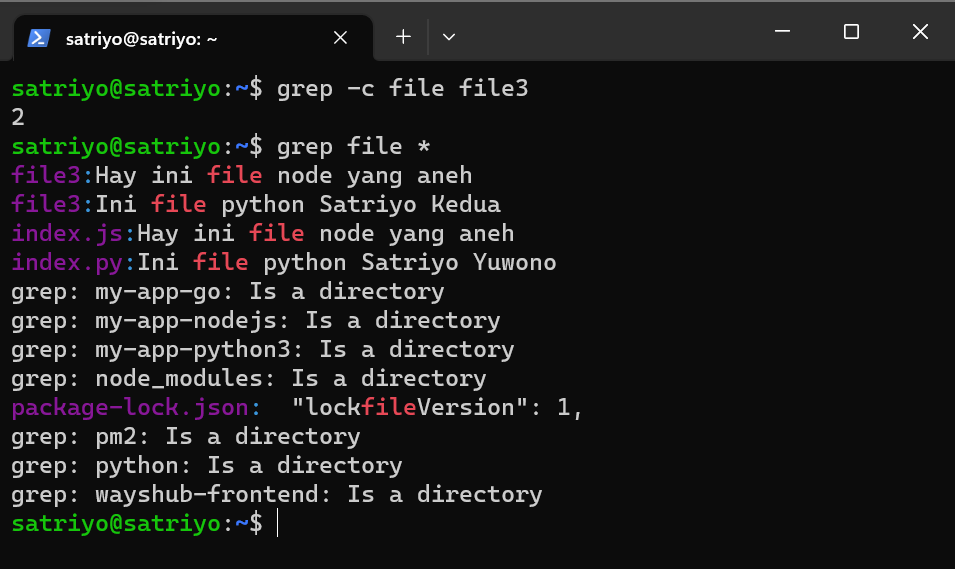 satriyo@satriyo: ~
satriyo@satriyo:~$ grep -c file file3
2
satriyo@satriyo:~$ grep file *
file3:Hay ini file node yang aneh
file3:Ini file python Satriyo Kedua
index.js:Hay ini file node yang aneh
index.py:Ini file python Satriyo Yuwono
grep: my-app-go: Is a directory
grep: my-app-nodejs: Is a directory
grep: my-app-python3: Is a directory
grep: node_modules: Is a directory
package-lock.json:  "lockfileVersion": 1,
grep: pm2: Is a directory
grep: python: Is a directory
grep: wayshub-frontend: Is a directory
satriyo@satriyo:~$